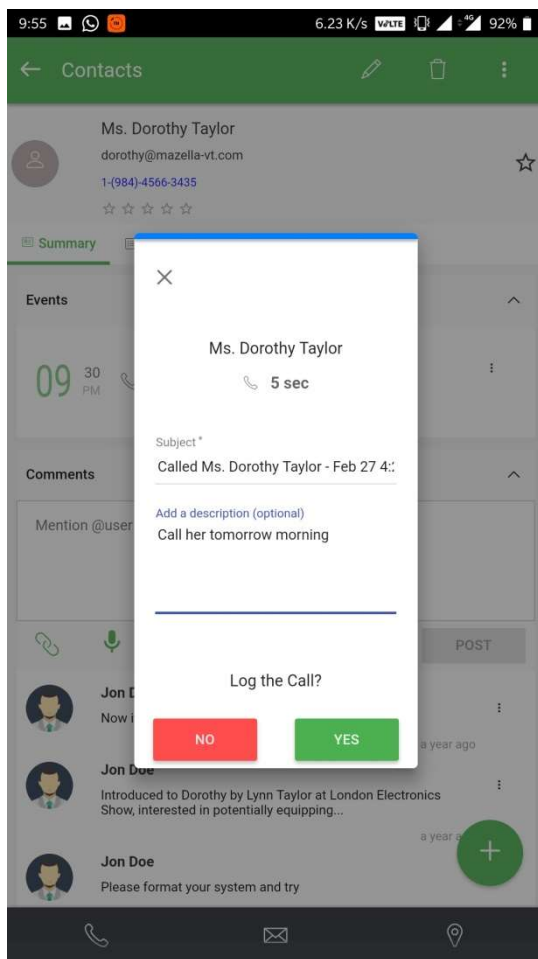 9:55 6.23 K/s VoLTE 4G 92%
Contacts
Ms. Dorothy Taylor
dorothy@mazella-vt.com
1-(984)-4566-3435
Summary
Events
09 30
PM
Ms. Dorothy Taylor
5 sec
Subject *
Called Ms. Dorothy Taylor - Feb 27 4:
Add a description (optional)
Call her tomorrow morning
Log the Call?
NO YES
Comments
Mention @user
POST
Jon D
Now i
a year ago
Jon Doe
Introduced to Dorothy by Lynn Taylor at London Electronics
Show, interested in potentially equipping...
a year a
Jon Doe
Please format your system and try